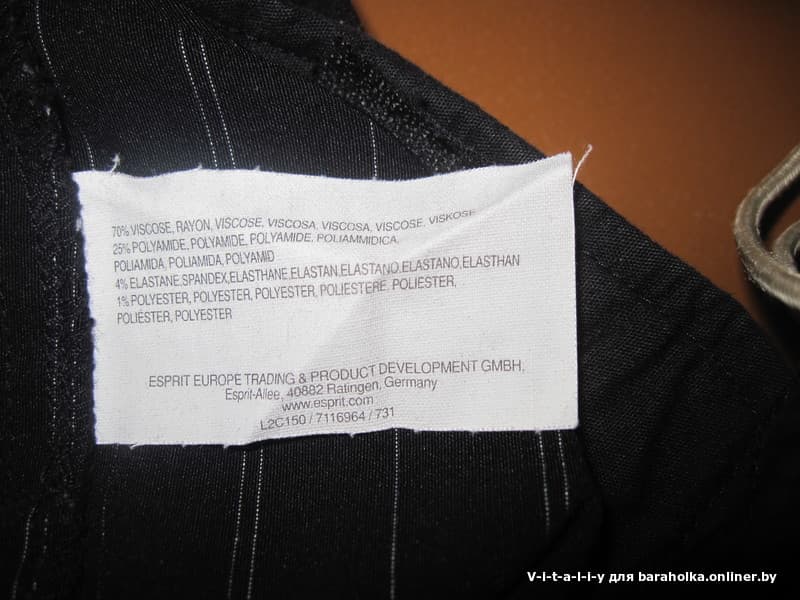 70% VISCOSE, RAYON, VISCOSE, VISCOSA, VISCOSA, VISCOSE, VISKOSE
25% POLYAMIDE, POLYAMIDE, POLYAMIDE, POLIAMMIDICA,
POLIAMIDA, POLIAMIDA, POLYAMID
4% ELASTANE,SPANDEX,ELASTHANE,ELASTAN,ELASTANO,ELASTANO,ELASTHAN
1% POLYESTER, POLYESTER, POLYESTER, POLIESTERE, POLIESTER,
POLIÉSTER, POLYESTER
ESPRIT EUROPE TRADING & PRODUCT DEVELOPMENT GMBH,
Esprit-Allee, 40882 Ratingen, Germany
www.esprit.com
L2C150 / 7116964 / 731
V-i-t-a-l-i-y для baraholka.onliner.by